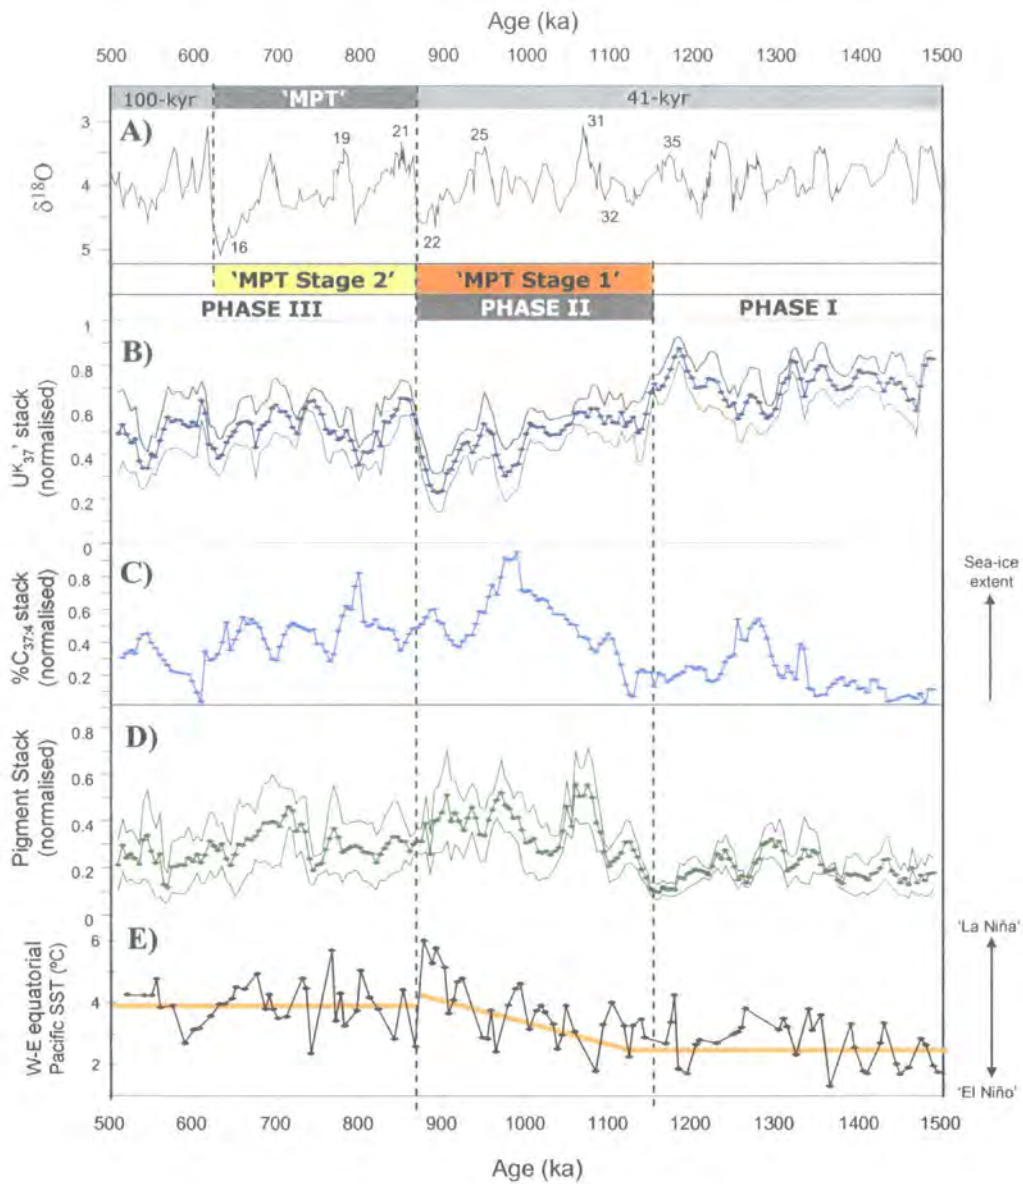 Age (ka)
500 600 700 800 900 1000 1100 1200 1300 1400 1500
100-kyr 'MPT' 41-kyr
A)
3
4
5
δ18O
16
19
21
22
25
31
32
35
'MPT Stage 2' 'MPT Stage 1'
PHASE III PHASE II PHASE I
B)
1
0.8
0.6
0.4
0.2
0
UK37' stack
(normalised)
C)
0.8
0.6
0.4
0.2
%C37:4 stack
(normalised)
Sea-ice
extent
D)
0.8
0.6
0.4
0.2
0
Pigment Stack
(normalised)
E)
6
4
2
W-E equatorial
Pacific SST (ºC)
'La Niña'
'El Niño'
500 600 700 800 900 1000 1100 1200 1300 1400 1500
Age (ka)